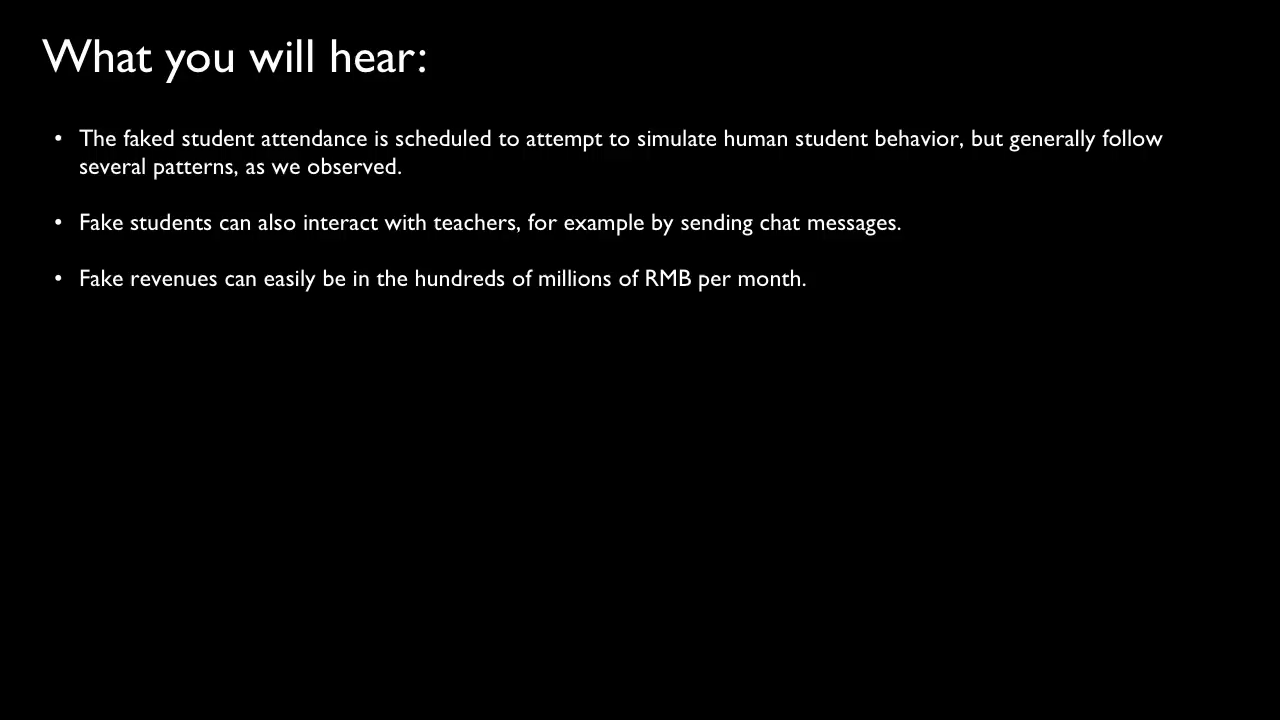 What you will hear:
• The faked student attendance is scheduled to attempt to simulate human student behavior, but generally follow
several patterns, as we observed.
• Fake students can also interact with teachers, for example by sending chat messages.
• Fake revenues can easily be in the hundreds of millions of RMB per month.